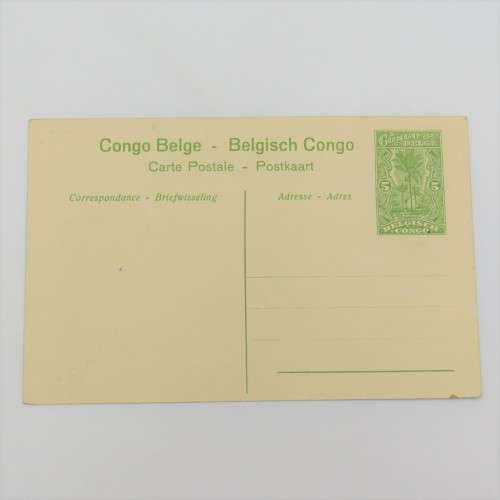 Congo Belge - Belgisch Congo
Carte Postale - Postkaart
Correspondance - Briefwisseling
Adresse - Adres
CONGO
BELGE
5 5
BELGISCH
CONGO